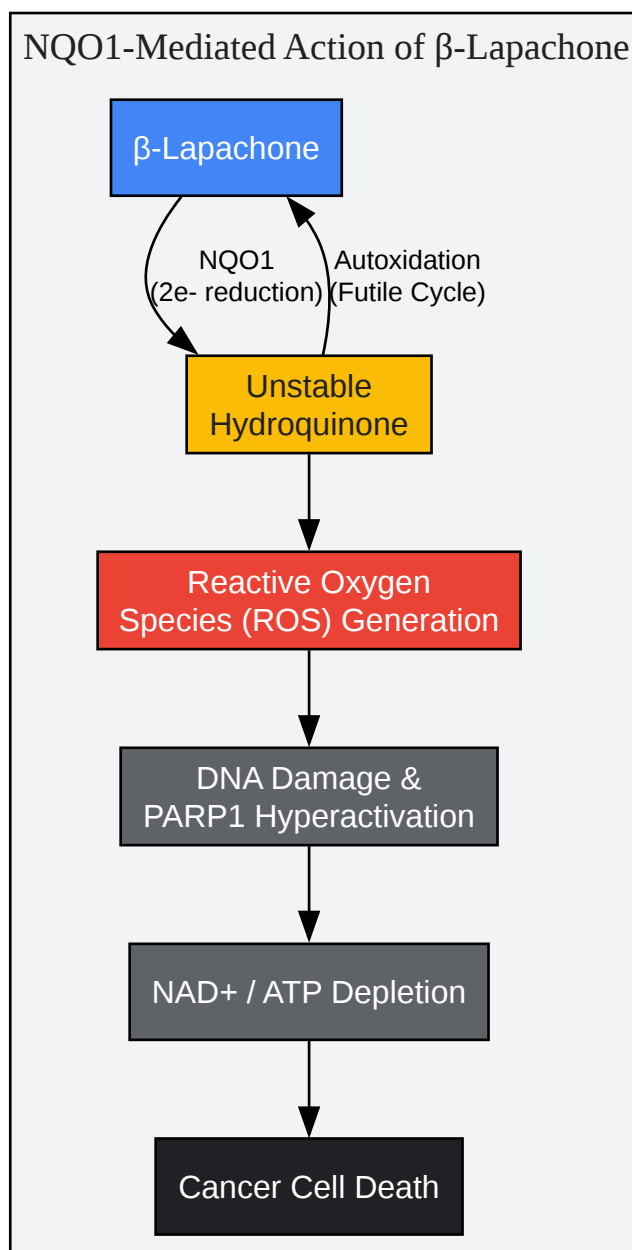 NQO1-Mediated Action of β-Lapachone
β-Lapachone
NQO1
(2e- reduction)
Autoxidation
(Futile Cycle)
Unstable
Hydroquinone
Reactive Oxygen
Species (ROS) Generation
DNA Damage &
PARP1 Hyperactivation
NAD+ / ATP Depletion
Cancer Cell Death